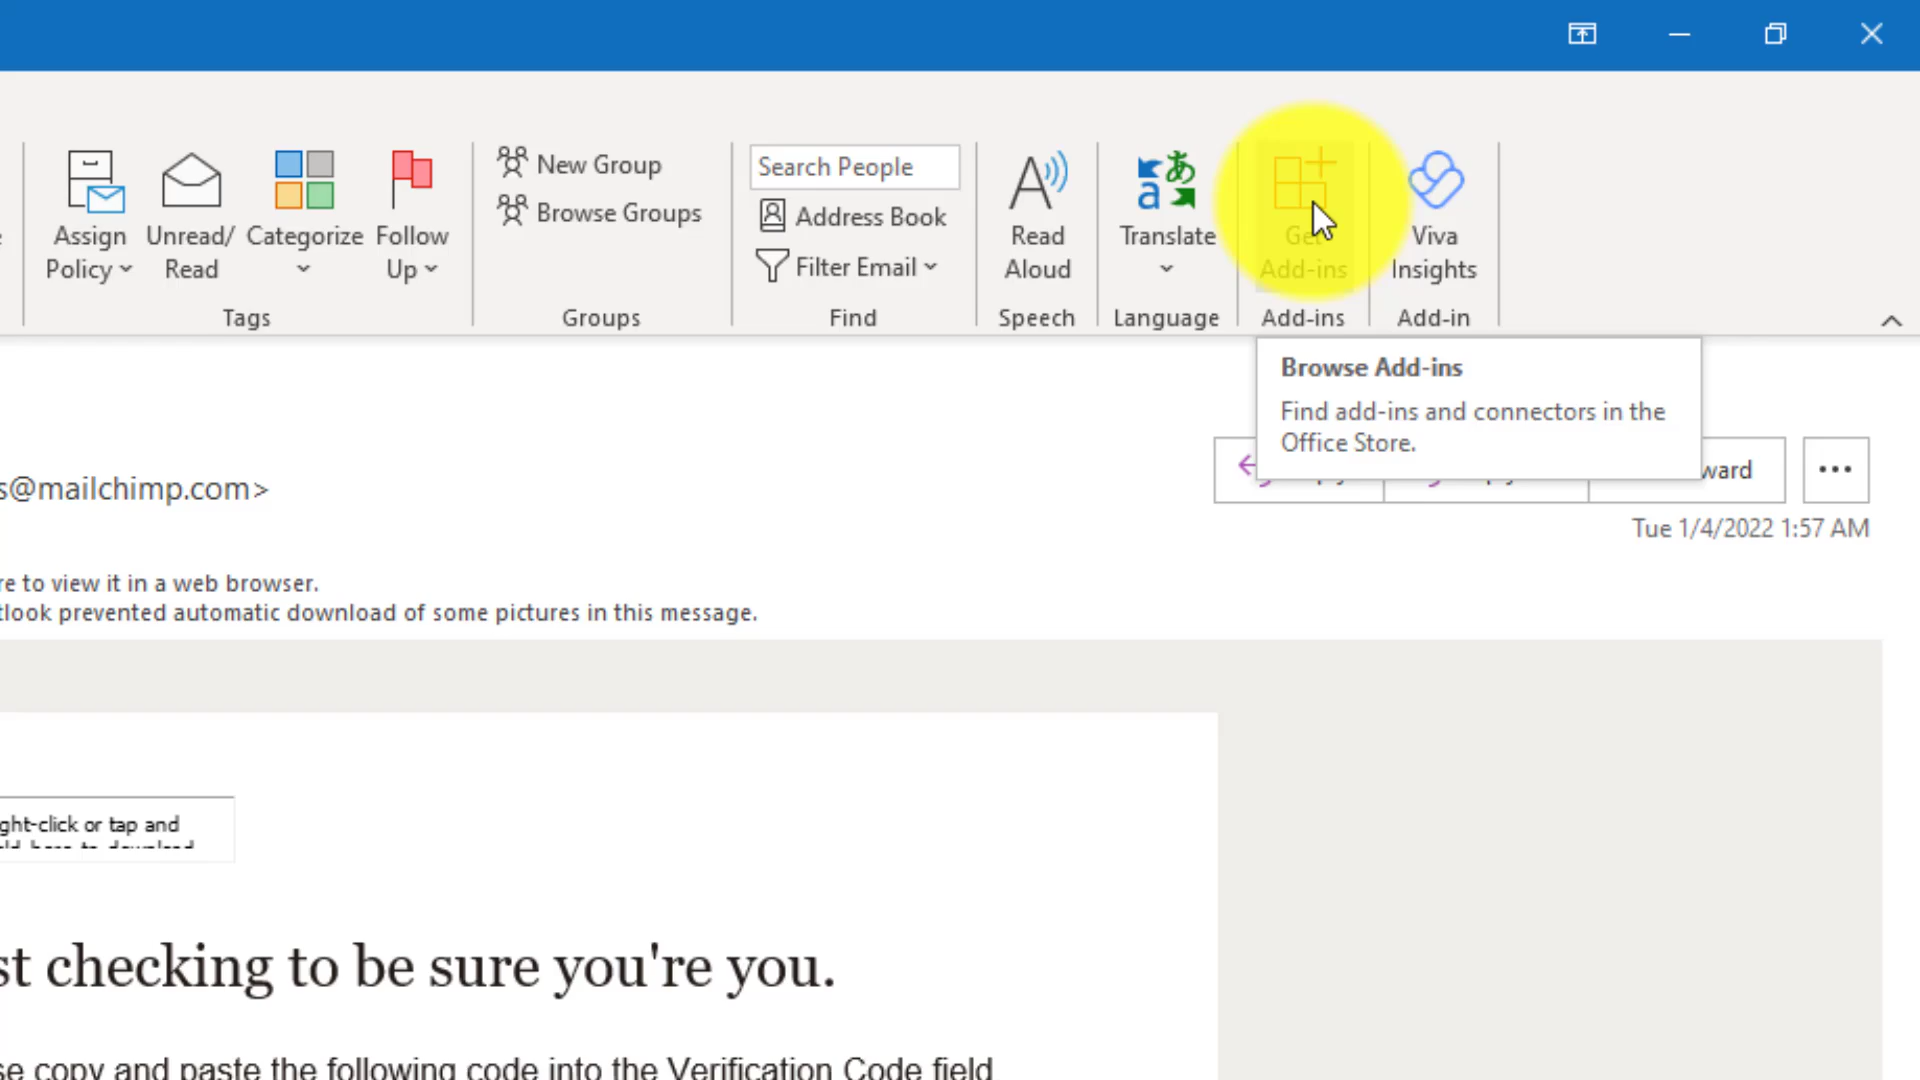 Assign Policy
Unread/ Read
Categorize
Follow Up
Tags
New Group
Browse Groups
Groups
Search People
Address Book
Filter Email
Find
Read Aloud
Speech
Translate
Language
Get Add-ins
Add-ins
Viva Insights
Add-in
Browse Add-ins
Find add-ins and connectors in the
Office Store.
ward
s@mailchimp.com>
Tue 1/4/2022 1:57 AM
re to view it in a web browser.
tlook prevented automatic download of some pictures in this message.
ght-click or tap and
here to download
st checking to be sure you're you.
se copy and paste the following code into the Verification Code field